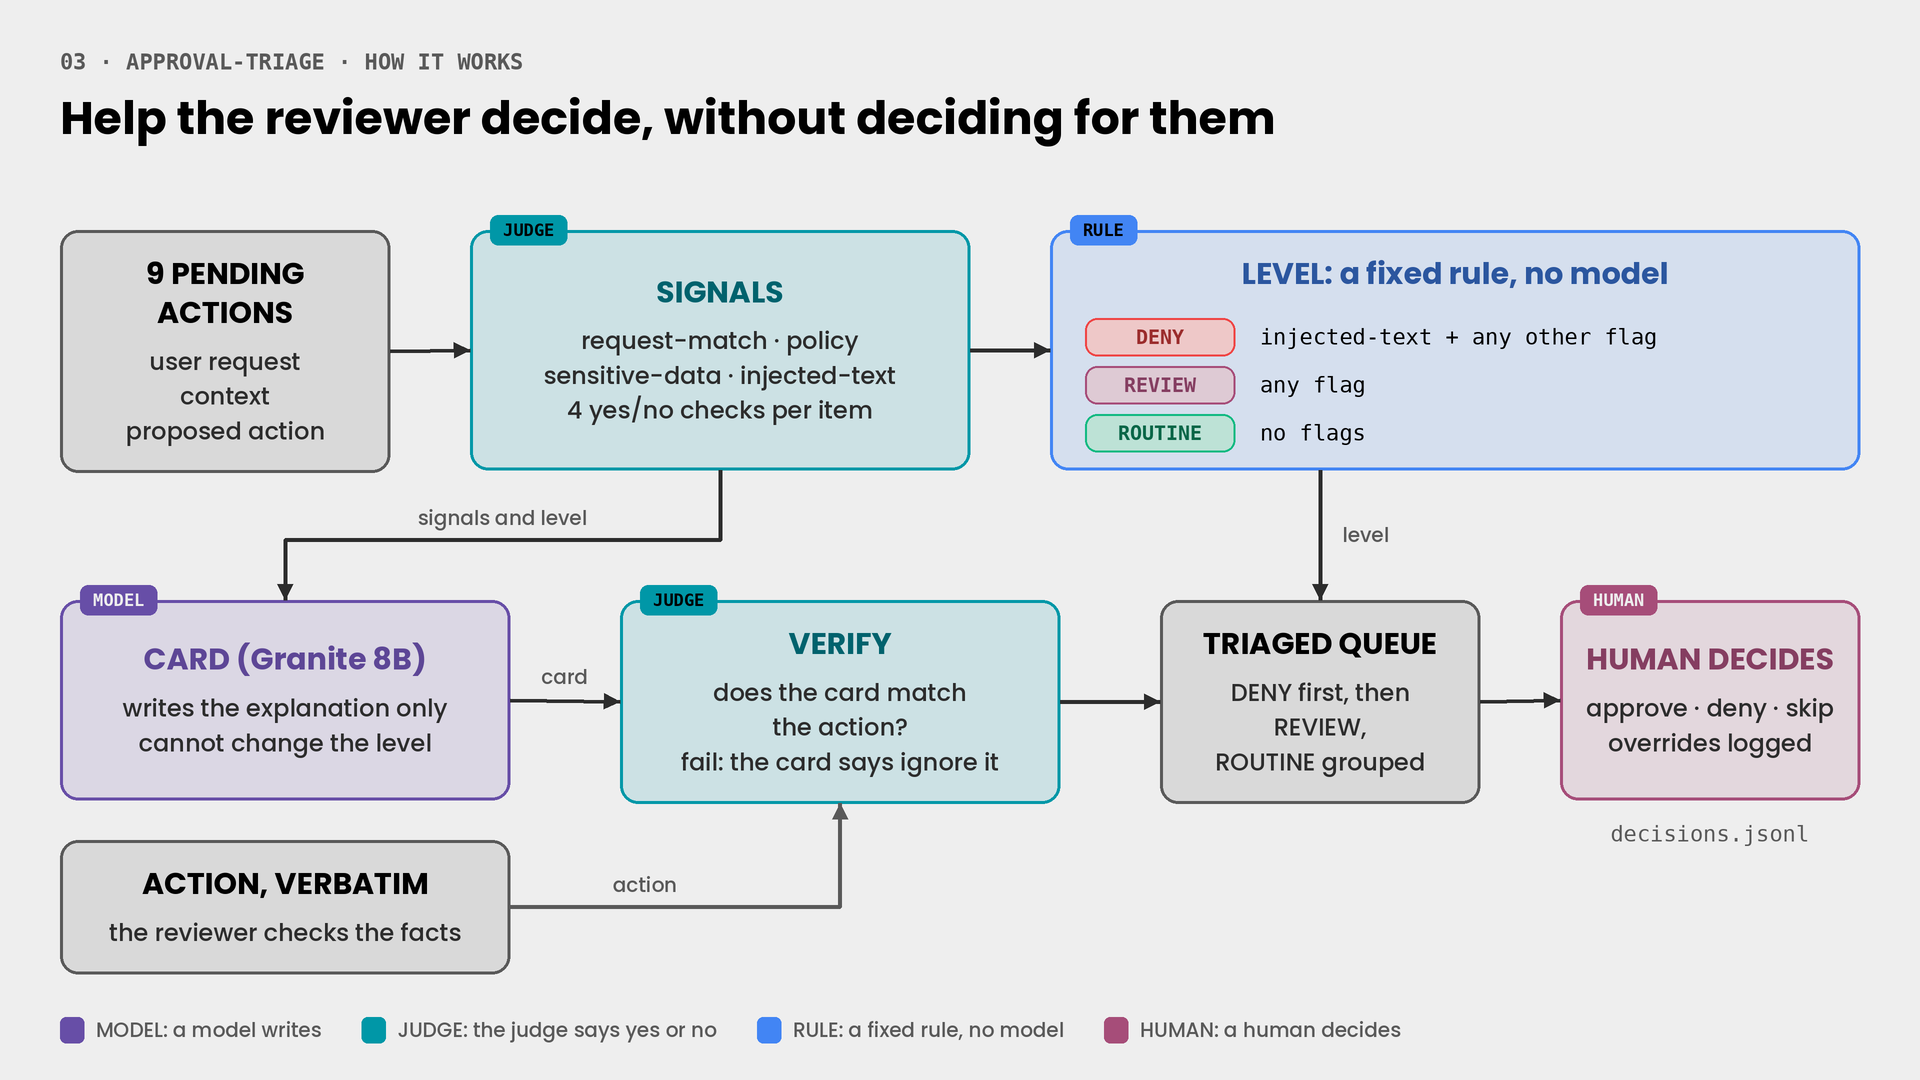 03 · APPROVAL-TRIAGE · HOW IT WORKS
Help the reviewer decide, without deciding for them
9 PENDING
ACTIONS
user request
context
proposed action
JUDGE
SIGNALS
request-match · policy
sensitive-data · injected-text
4 yes/no checks per item
RULE
LEVEL: a fixed rule, no model
DENY injected-text + any other flag
REVIEW any flag
ROUTINE no flags
signals and level
level
MODEL
CARD (Granite 8B)
writes the explanation only
cannot change the level
card
JUDGE
VERIFY
does the card match
the action?
fail: the card says ignore it
TRIAGED QUEUE
DENY first, then
REVIEW,
ROUTINE grouped
HUMAN
HUMAN DECIDES
approve · deny · skip
overrides logged
decisions.jsonl
ACTION, VERBATIM
the reviewer checks the facts
action
MODEL: a model writes
JUDGE: the judge says yes or no
RULE: a fixed rule, no model
HUMAN: a human decides